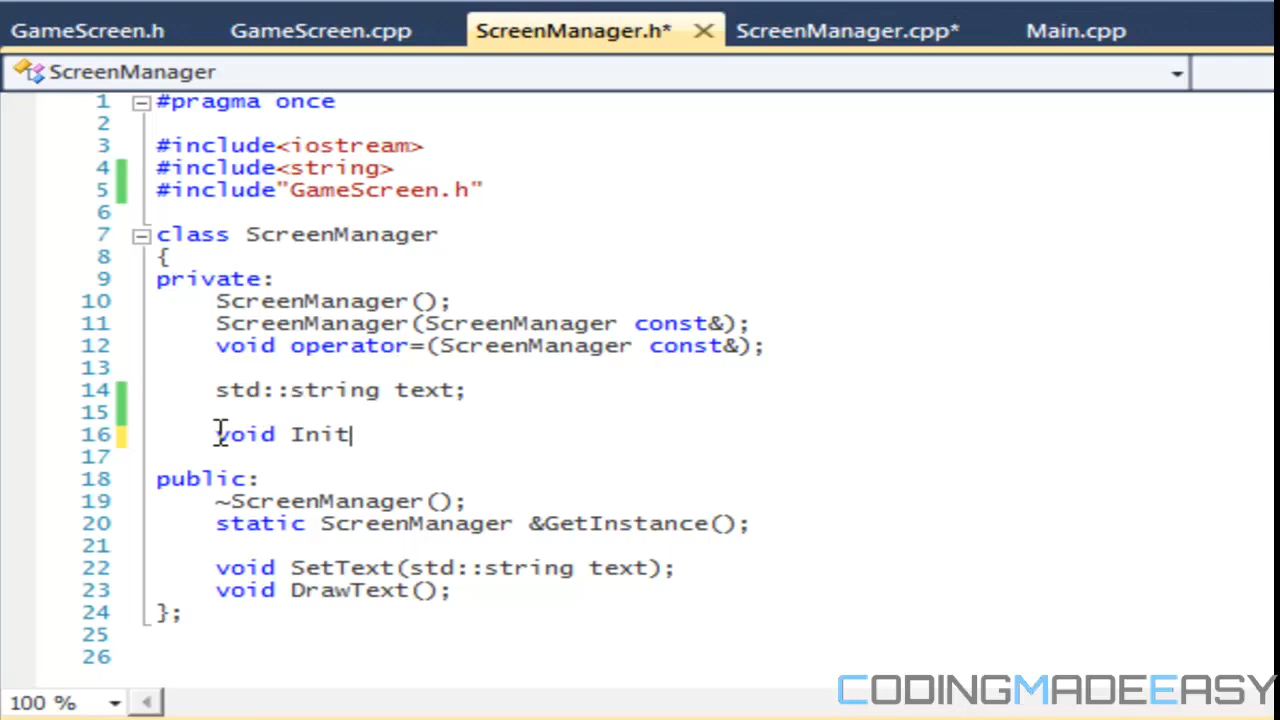 GameScreen.h GameScreen.cpp ScreenManager.h* ScreenManager.cpp* Main.cpp
ScreenManager
1 #pragma once
2
3 #include<iostream>
4 #include<string>
5 #include"GameScreen.h"
6
7 class ScreenManager
8 {
9 private:
10 ScreenManager();
11 ScreenManager(ScreenManager const&);
12 void operator=(ScreenManager const&);
13
14 std::string text;
15
16 void Init
17
18 public:
19 ~ScreenManager();
20 static ScreenManager &GetInstance();
21
22 void SetText(std::string text);
23 void DrawText();
24 };
25
26
100 %
CODINGMADEEASY